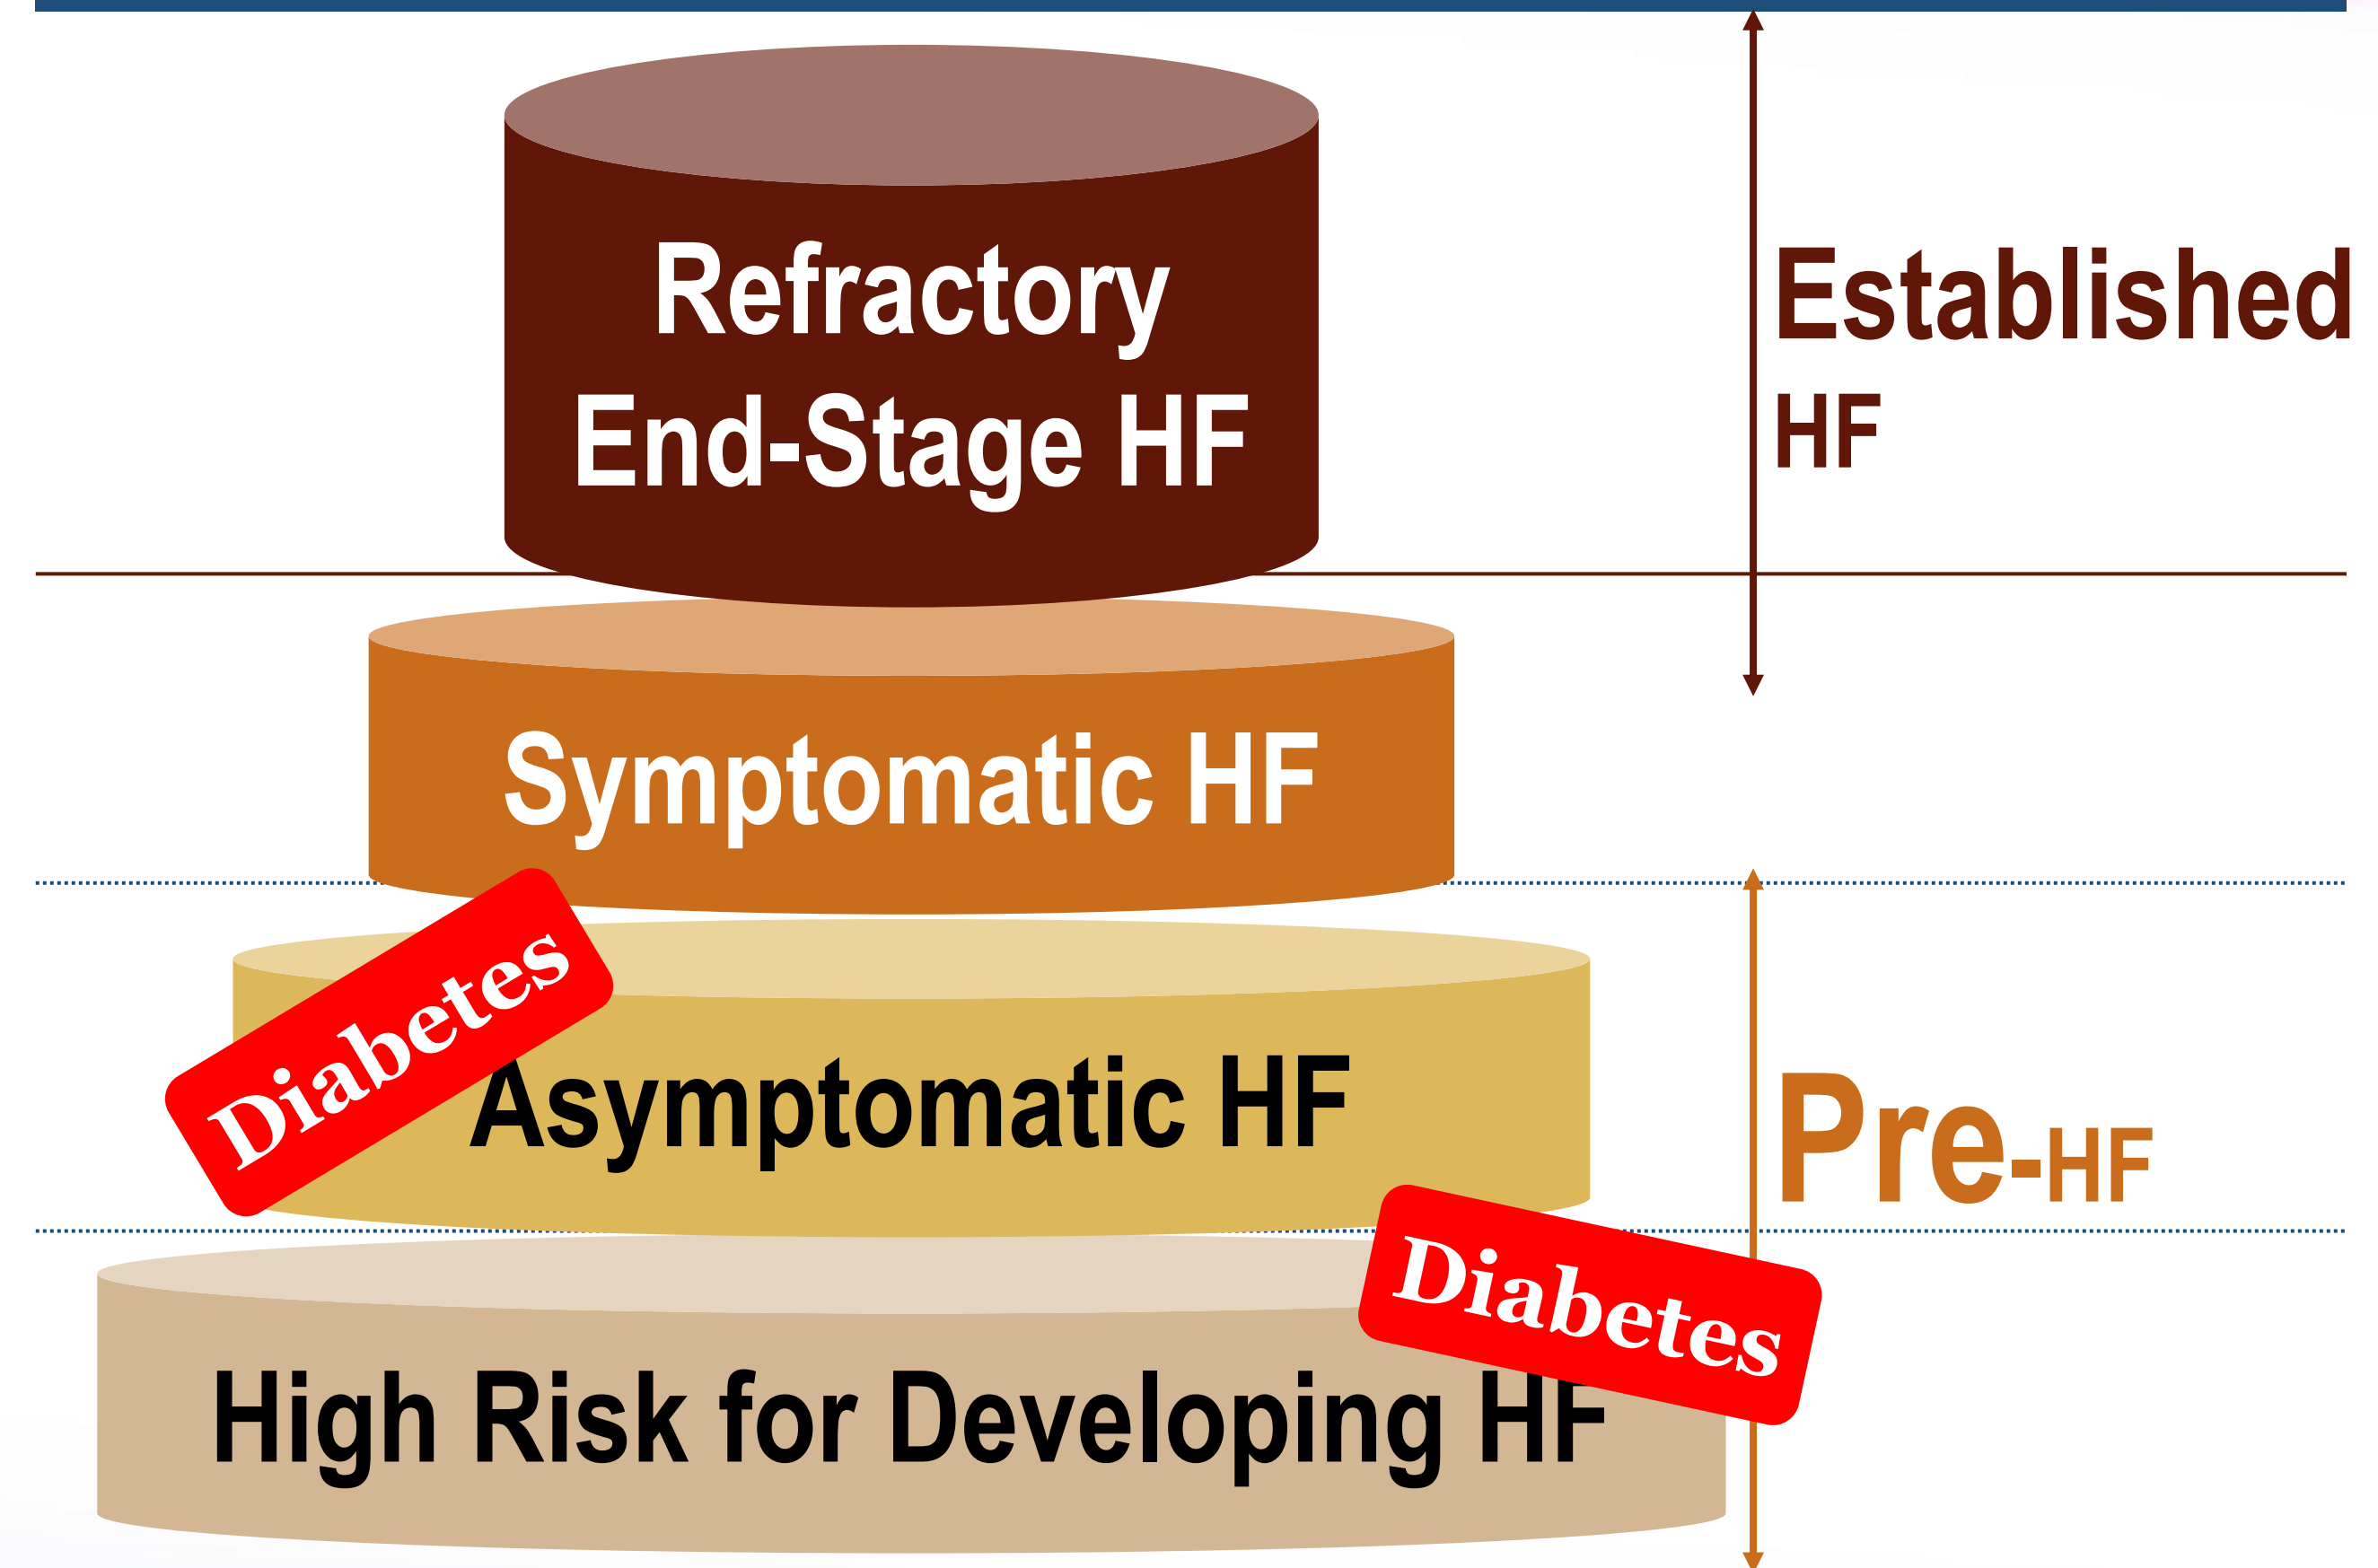 Refractory
End-Stage HF
Established
HF
Symptomatic HF
Diabetes
Asymptomatic HF
Pre-HF
Diabetes
High Risk for Developing HF